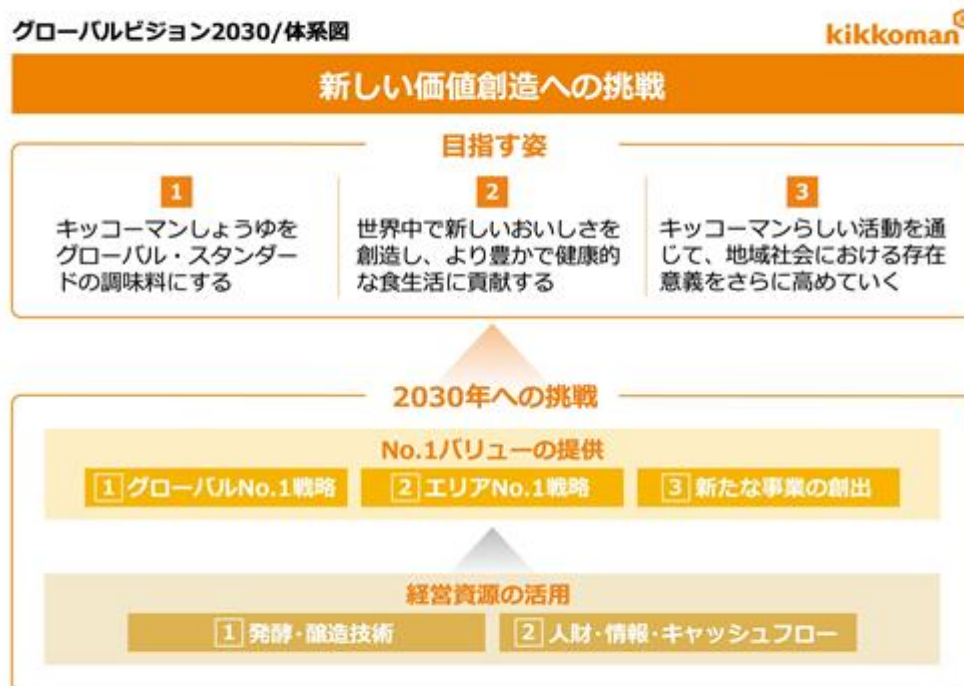 グローバルビジョン2030/体系図
kikkoman
新しい価値創造への挑戦
目指す姿
1
キッコーマンしょうゆを
グローバル・スタンダー
ドの調味料にする
2
世界中で新しいおいしさを
創造し、より豊かで健康的
な食生活に貢献する
3
キッコーマンらしい活動を通
じて、地域社会における存在
意義をさらに高めていく
2030年への挑戦
No.1バリューの提供
1 グローバルNo.1戦略
2 エリアNo.1戦略
3 新たな事業の創出
経営資源の活用
1 発酵・醸造技術
2 人財・情報・キャッシュフロー